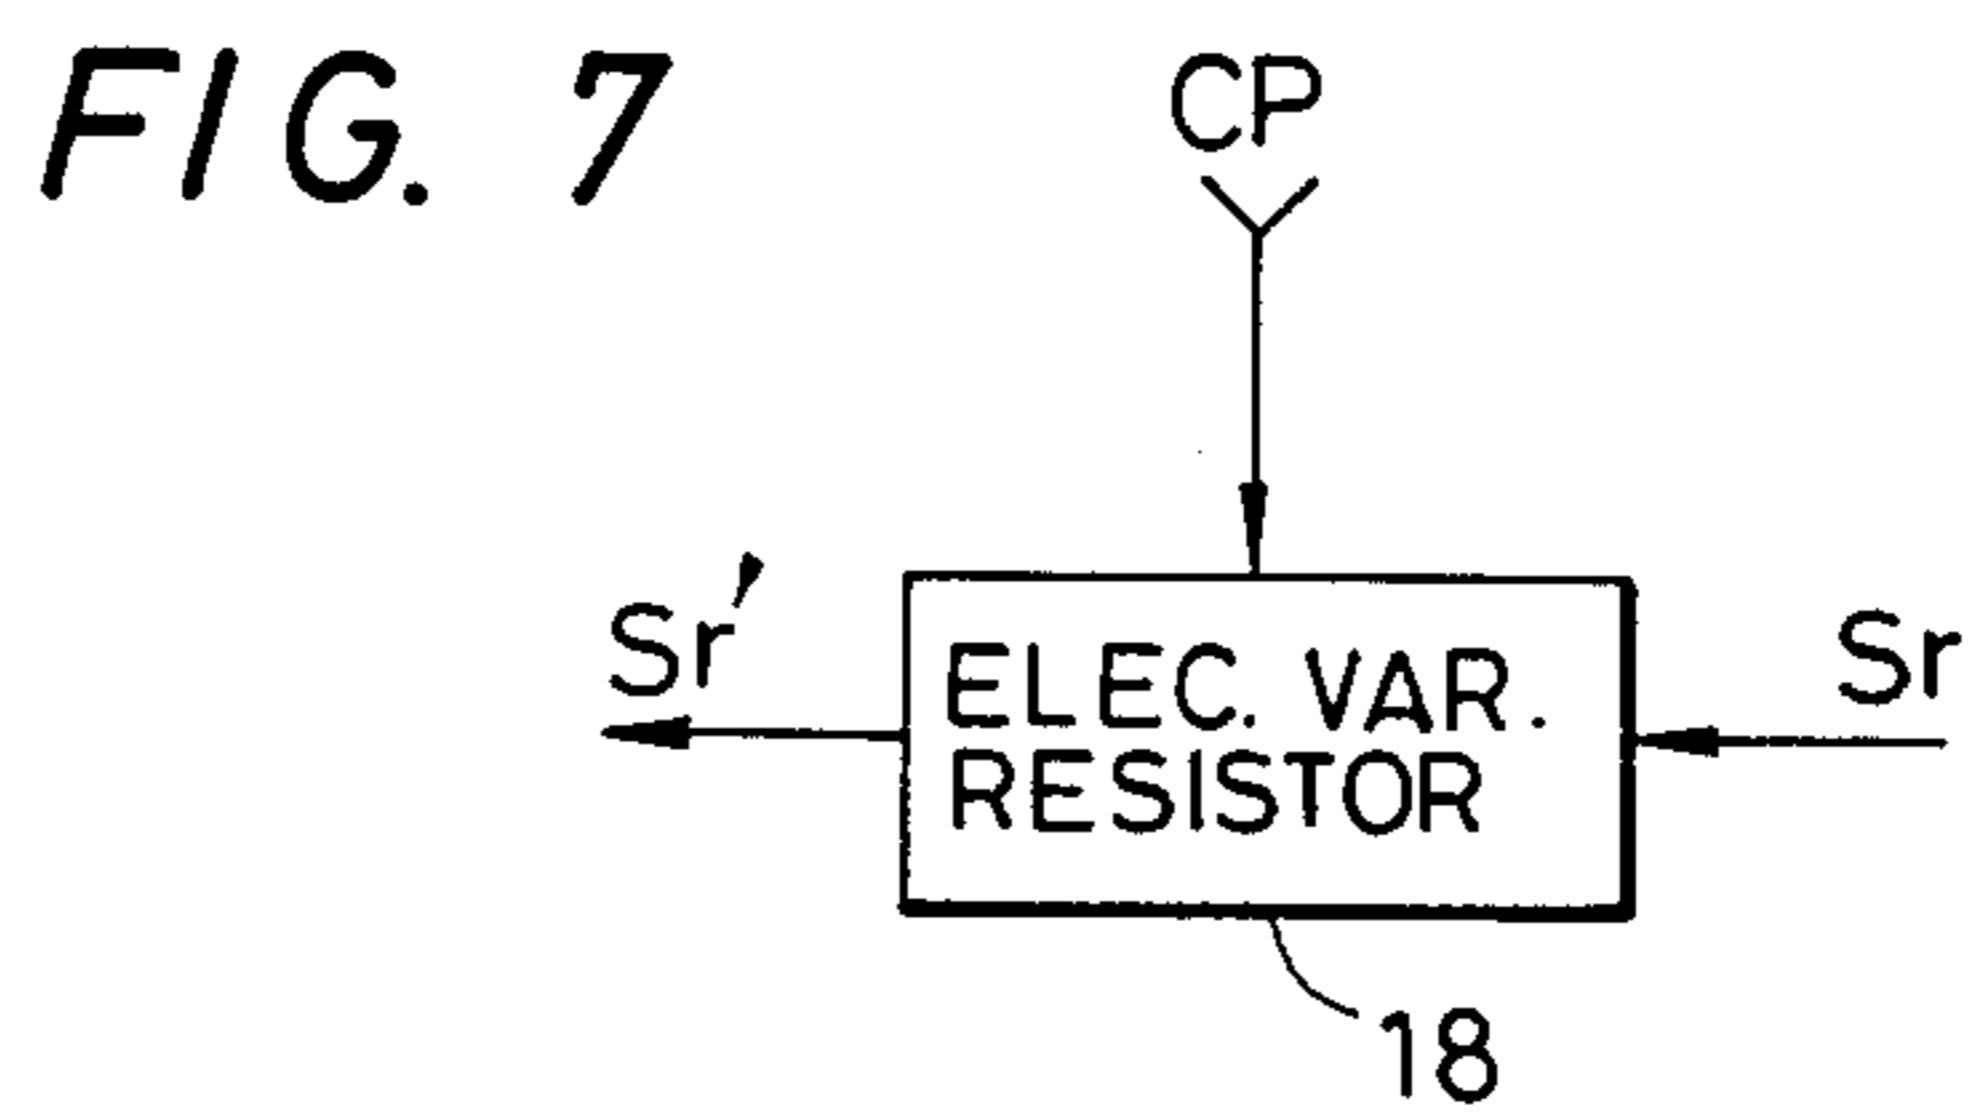 FIG. 7
CP
Sr'
ELEC. VAR.
RESISTOR
Sr
18